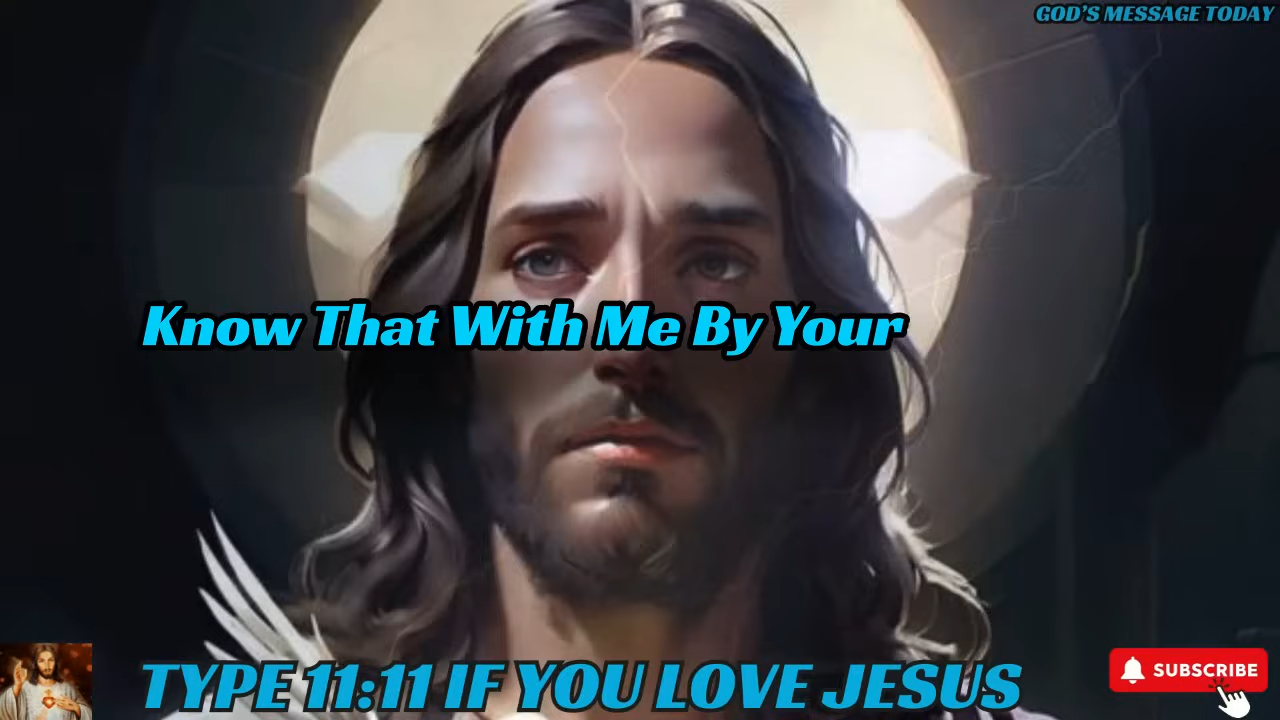 GOD'S MESSAGE TODAY
Know That With Me By Your
TYPE 11:11 IF YOU LOVE JESUS
SUBSCRIBE